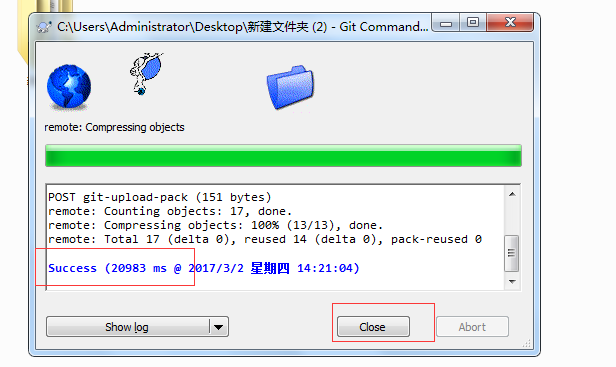 C:\Users\Administrator\Desktop\新建文件夹 (2) - Git Command...
remote: Compressing objects
POST git-upload-pack (151 bytes)
remote: Counting objects: 17, done.
remote: Compressing objects: 100% (13/13), done.
remote: Total 17 (delta 0), reused 14 (delta 0), pack-reused 0
Success (20983 ms @ 2017/3/2 星期四 14:21:04)
Show log
Close
Abort